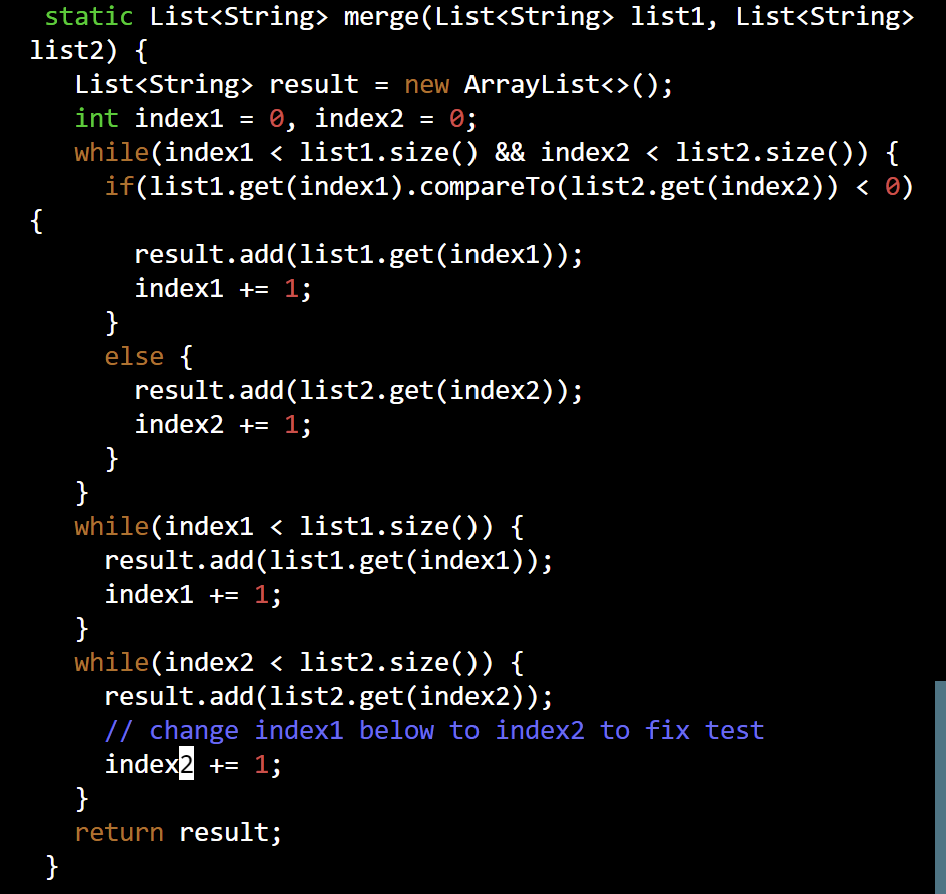 static List<String> merge(List<String> list1, List<String>
list2) {
List<String> result = new ArrayList<>();
int index1 = 0, index2 = 0;
while(index1 < list1.size() && index2 < list2.size()) {
if(list1.get(index1).compareTo(list2.get(index2)) < 0)
{
result.add(list1.get(index1));
index1 += 1;
}
else {
result.add(list2.get(index2));
index2 += 1;
}
}
while(index1 < list1.size()) {
result.add(list1.get(index1));
index1 += 1;
}
while(index2 < list2.size()) {
result.add(list2.get(index2));
// change index1 below to index2 to fix test
index2 += 1;
}
return result;
}